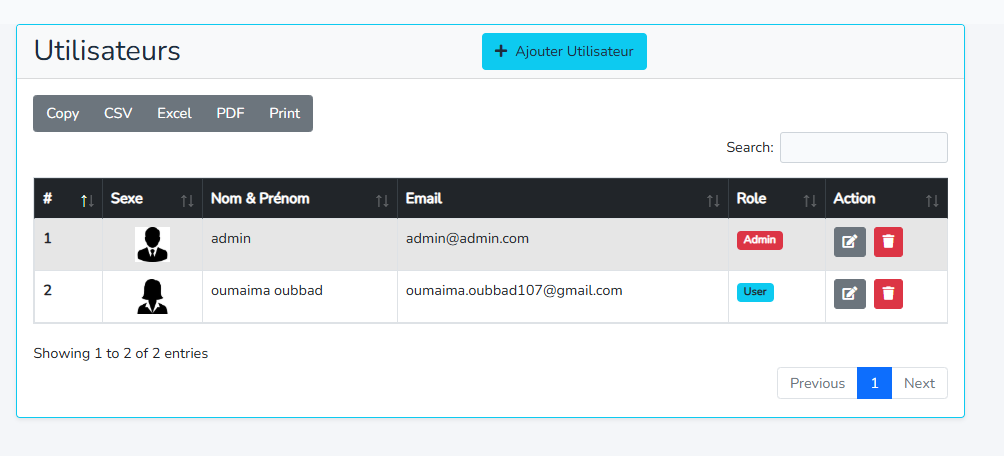 Utilisateurs
Ajouter Utilisateur
Copy CSV Excel PDF Print
Search:
# Sexe Nom & Prénom Email Role Action
1 admin admin@admin.com Admin
2 oumaima oubbad oumaima.oubbad107@gmail.com User
Showing 1 to 2 of 2 entries
Previous 1 Next